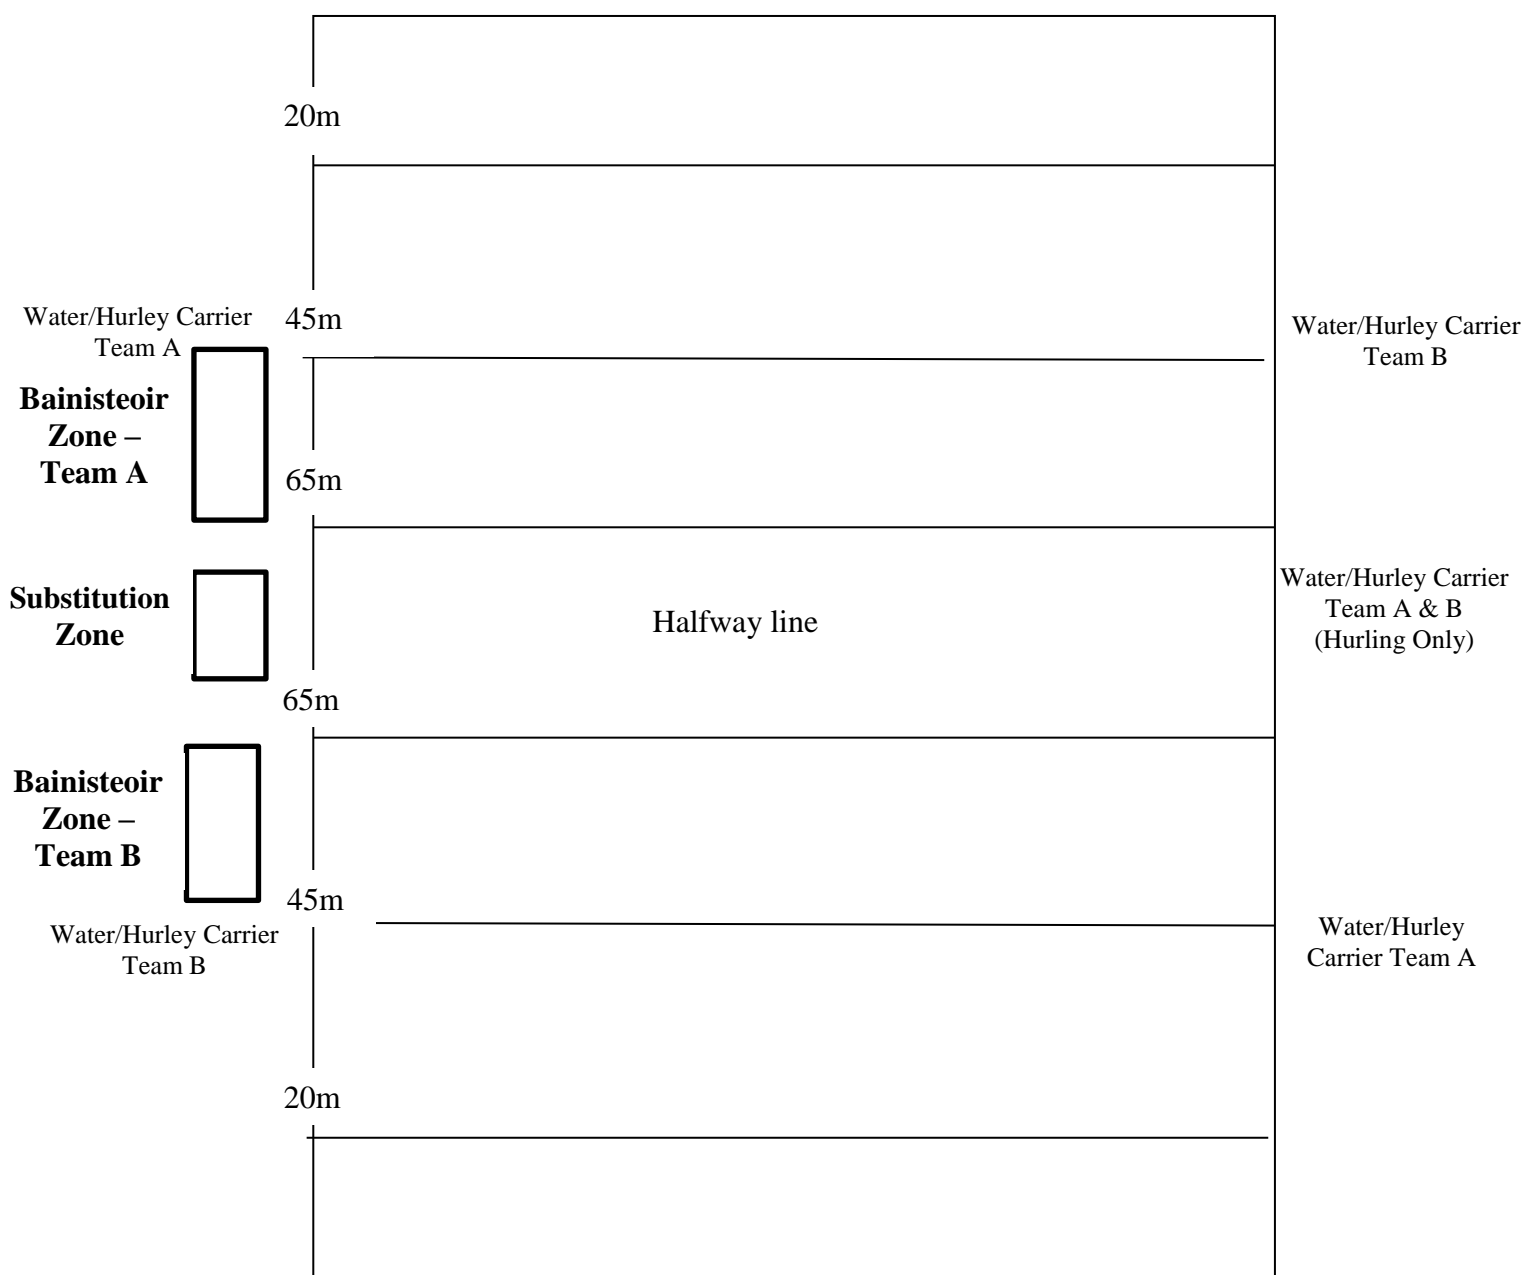 20m
Water/Hurley Carrier
Team A
45m
Water/Hurley Carrier
Team B
Bainisteoir
Zone –
Team A
65m
Substitution
Zone
Halfway line
Water/Hurley Carrier
Team A & B
(Hurling Only)
65m
Bainisteoir
Zone –
Team B
45m
Water/Hurley Carrier
Team B
Water/Hurley
Carrier Team A
20m